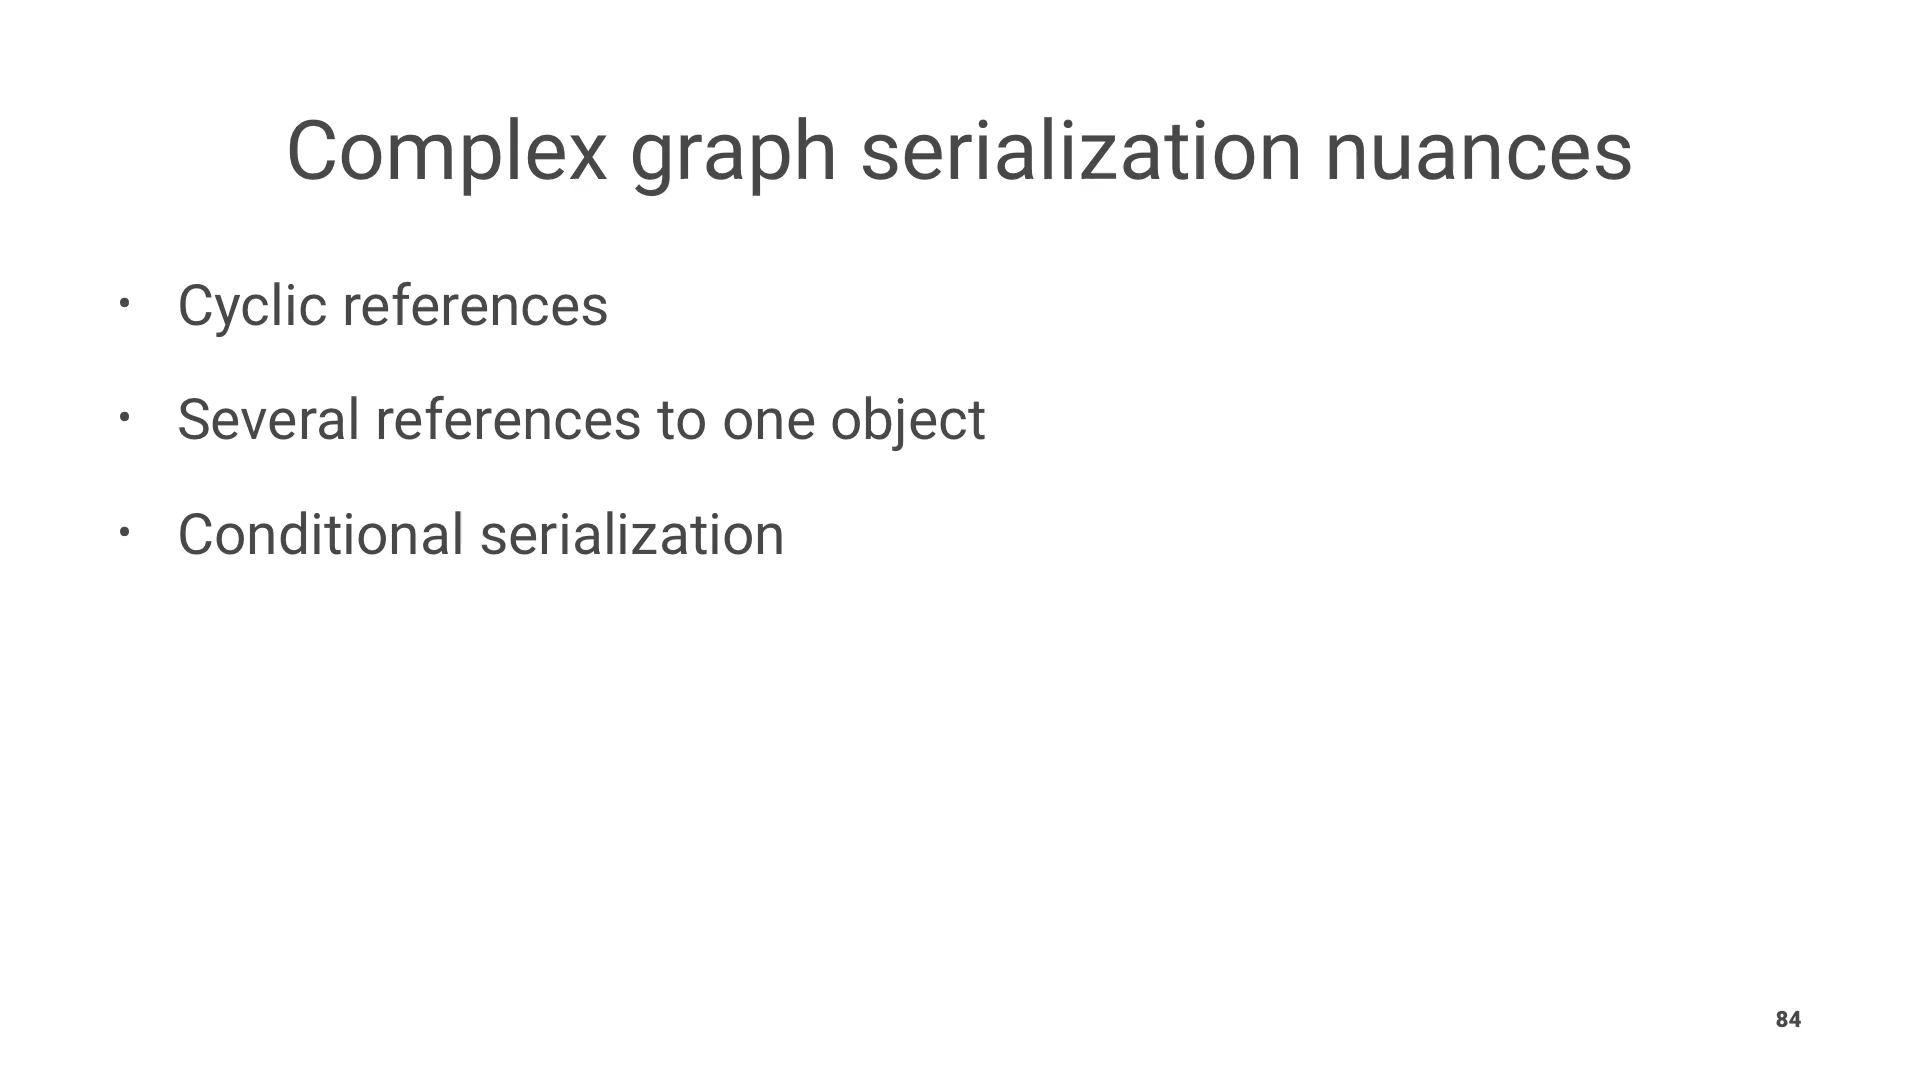 Complex graph serialization nuances
• Cyclic references
• Several references to one object
• Conditional serialization
84